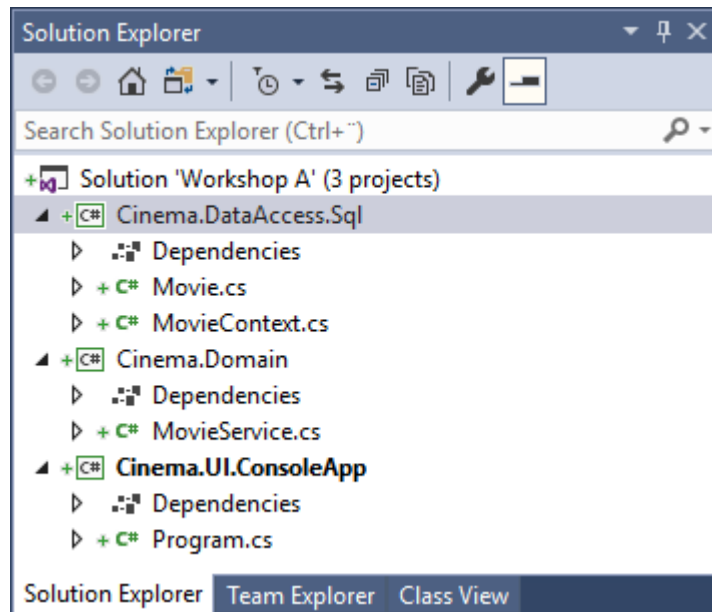 Solution Explorer
Search Solution Explorer (Ctrl+¨)
Solution 'Workshop A' (3 projects)
C# Cinema.DataAccess.Sql
Dependencies
C# Movie.cs
C# MovieContext.cs
C# Cinema.Domain
Dependencies
C# MovieService.cs
C# Cinema.UI.ConsoleApp
Dependencies
C# Program.cs
Solution Explorer Team Explorer Class View